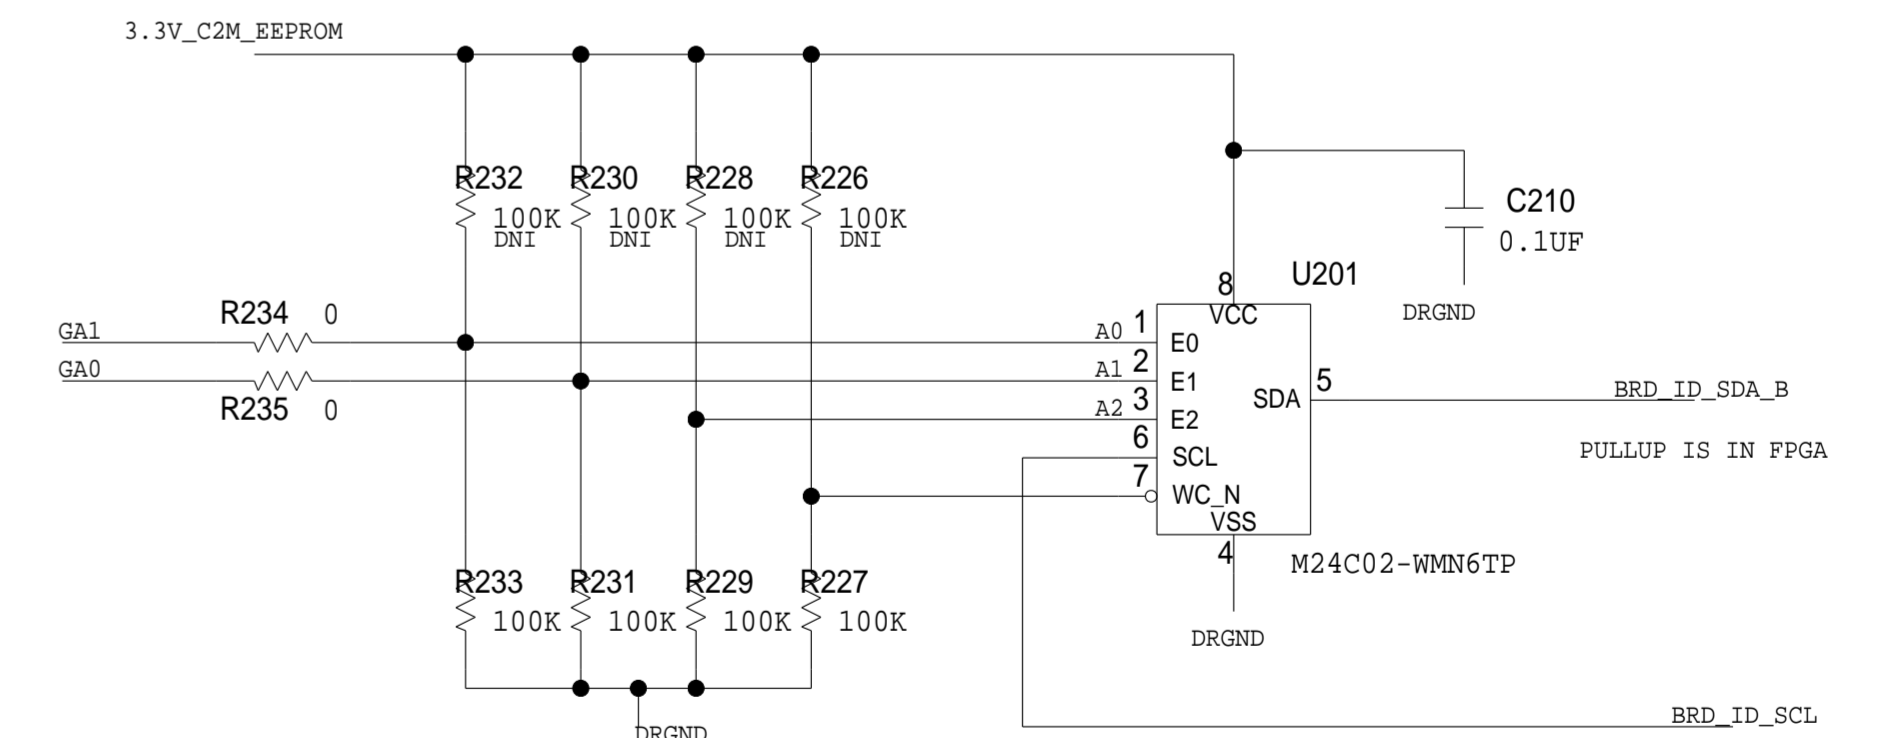 3.3V_C2M_EEPROM
R232 R230 R228 R226
100K 100K 100K 100K
DNI DNI DNI DNI
C210
0.1UF
DRGND
U201
8
VCC
R234 0
GA1
A0 1 E0
GA0
A1 2 E1
R235 0
A2 3 E2
SDA 5 BRD_ID_SDA_B
6 SCL
PULLUP IS IN FPGA
7 WC_N
VSS
4
M24C02-WMN6TP
DRGND
R233 R231 R229 R227
100K 100K 100K 100K
DRGND
BRD_ID_SCL